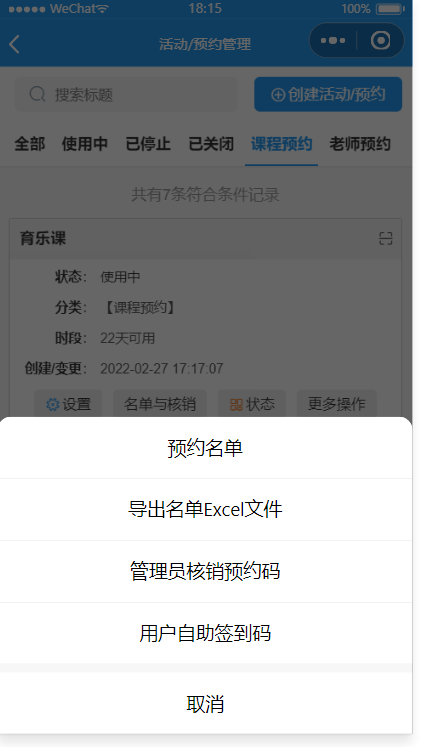 WeChat 18:15 100%
活动/预约管理
搜索标题 创建活动/预约
全部 使用中 已停止 已关闭 课程预约 老师预约
共有7条符合条件记录
育乐课
状态: 使用中
分类: 【课程预约】
时段: 22天可用
创建/变更: 2022-02-27 17:17:07
设置 名单与核销 状态 更多操作
预约名单
导出名单Excel文件
管理员核销预约码
用户自助签到码
取消